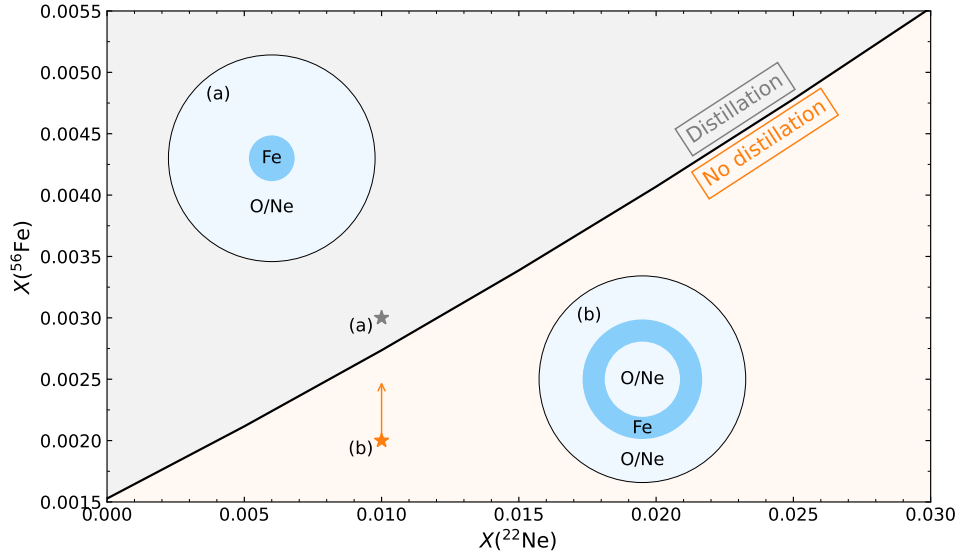 0.0055
0.0050
0.0045
0.0040
0.0035
0.0030
0.0025
0.0020
0.0015
X(⁵⁶Fe)
(a)
Fe
O/Ne
Distillation
No distillation
(a)
(b)
(b)
O/Ne
Fe
O/Ne
0.000 0.005 0.010 0.015 0.020 0.025 0.030
X(²²Ne)